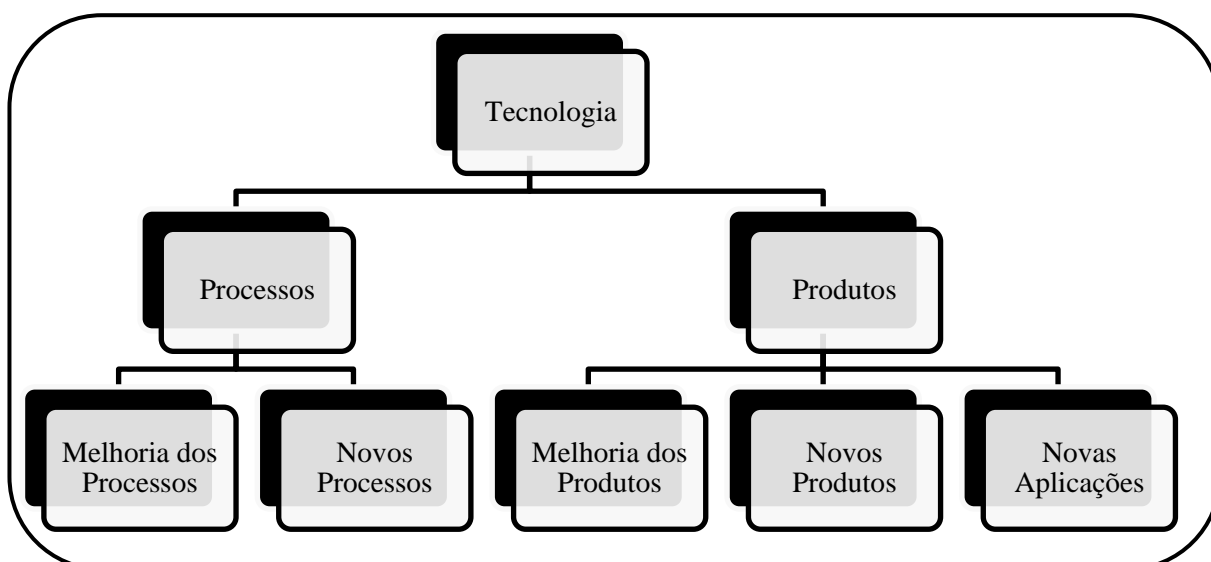 Tecnologia
Processos
Produtos
Melhoria dos
Processos
Novos
Processos
Melhoria dos
Produtos
Novos
Produtos
Novas
Aplicações